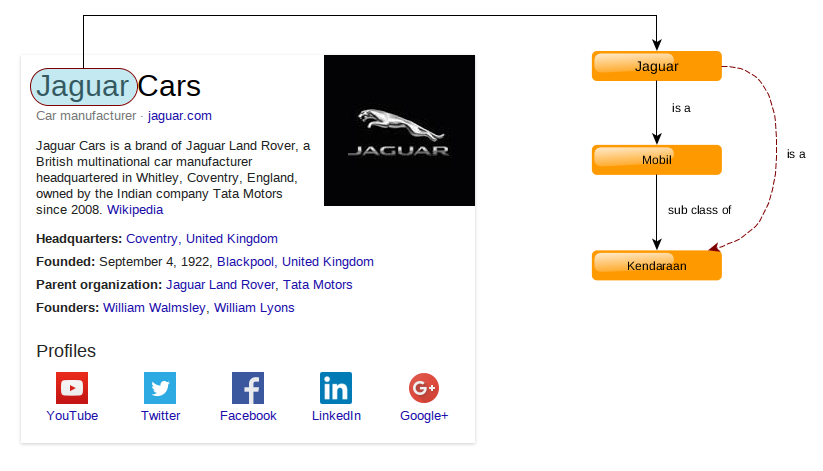 Jaguar Cars
Car manufacturer · jaguar.com
Jaguar Cars is a brand of Jaguar Land Rover, a
British multinational car manufacturer
headquartered in Whitley, Coventry, England,
owned by the Indian company Tata Motors
since 2008. Wikipedia
JAGUAR
Headquarters: Coventry, United Kingdom
Founded: September 4, 1922, Blackpool, United Kingdom
Parent organization: Jaguar Land Rover, Tata Motors
Founders: William Walmsley, William Lyons
Profiles
YouTube
Twitter
Facebook
LinkedIn
Google+
Jaguar
is a
Mobil
is a
sub class of
Kendaraan